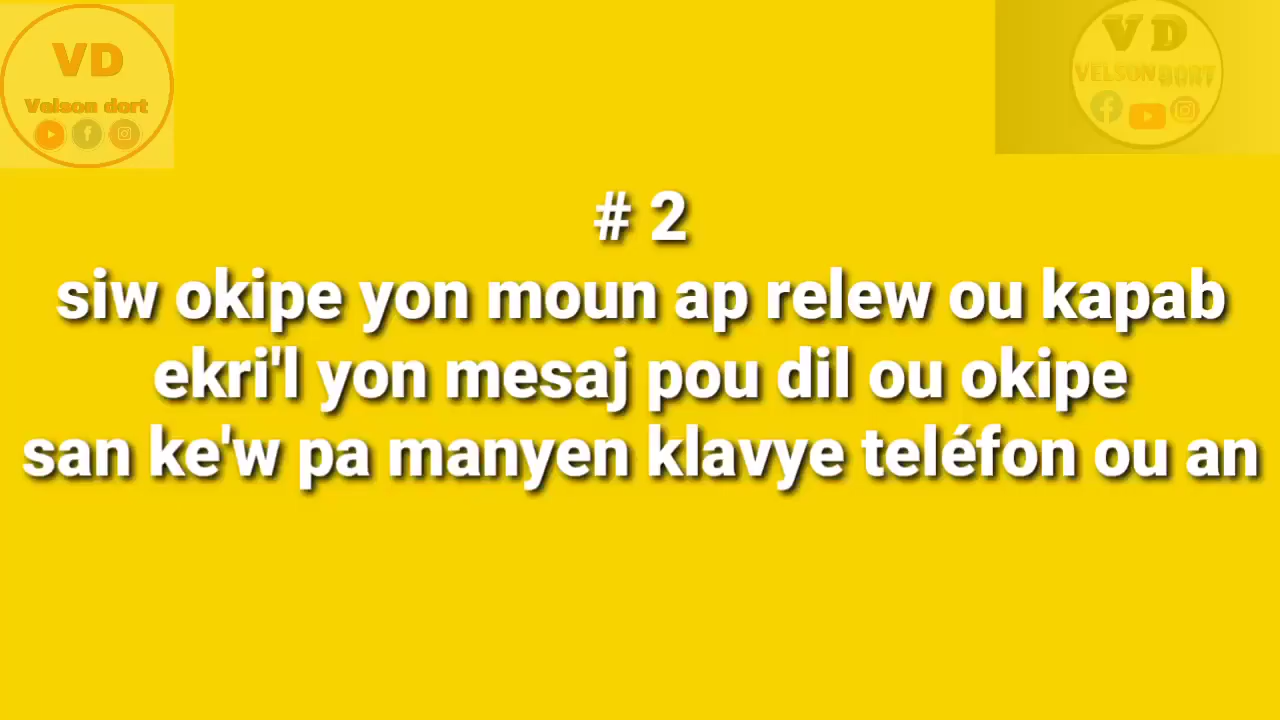 VD
Velson dort
V D
VELSON DORT
# 2
siw okipe yon moun ap relew ou kapab
ekri'l yon mesaj pou dil ou okipe
san ke'w pa manyen klavye teléfon ou an